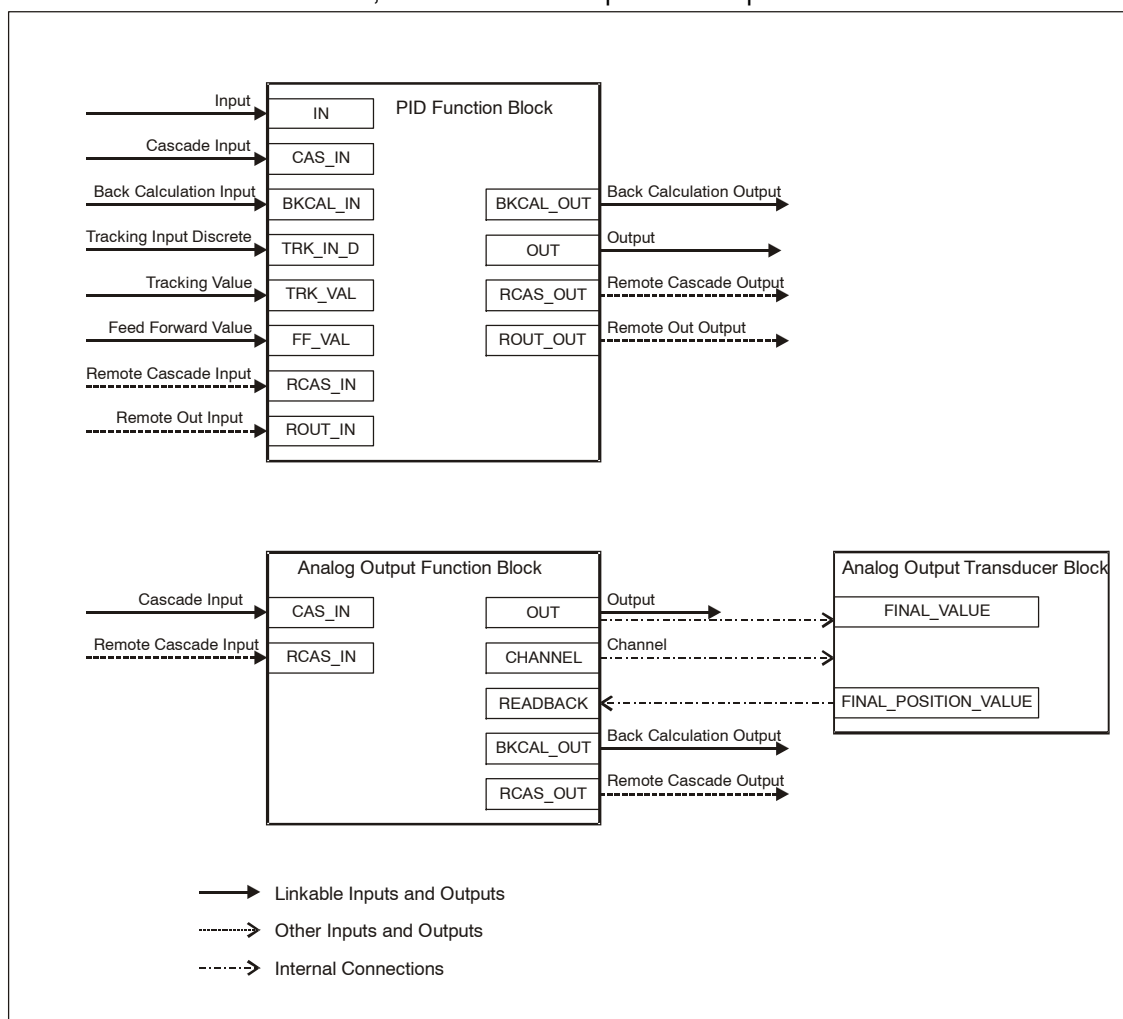 PID Function Block
Input
IN
Cascade Input
CAS_IN
Back Calculation Input
BKCAL_IN
BKCAL_OUT
Back Calculation Output
Tracking Input Discrete
TRK_IN_D
OUT
Output
Tracking Value
TRK_VAL
RCAS_OUT
Remote Cascade Output
Feed Forward Value
FF_VAL
ROUT_OUT
Remote Out Output
Remote Cascade Input
RCAS_IN
Remote Out Input
ROUT_IN
Analog Output Function Block
Analog Output Transducer Block
Cascade Input
CAS_IN
OUT
Output
FINAL_VALUE
Remote Cascade Input
RCAS_IN
CHANNEL
Channel
READBACK
FINAL_POSITION_VALUE
BKCAL_OUT
Back Calculation Output
RCAS_OUT
Remote Cascade Output
Linkable Inputs and Outputs
Other Inputs and Outputs
Internal Connections